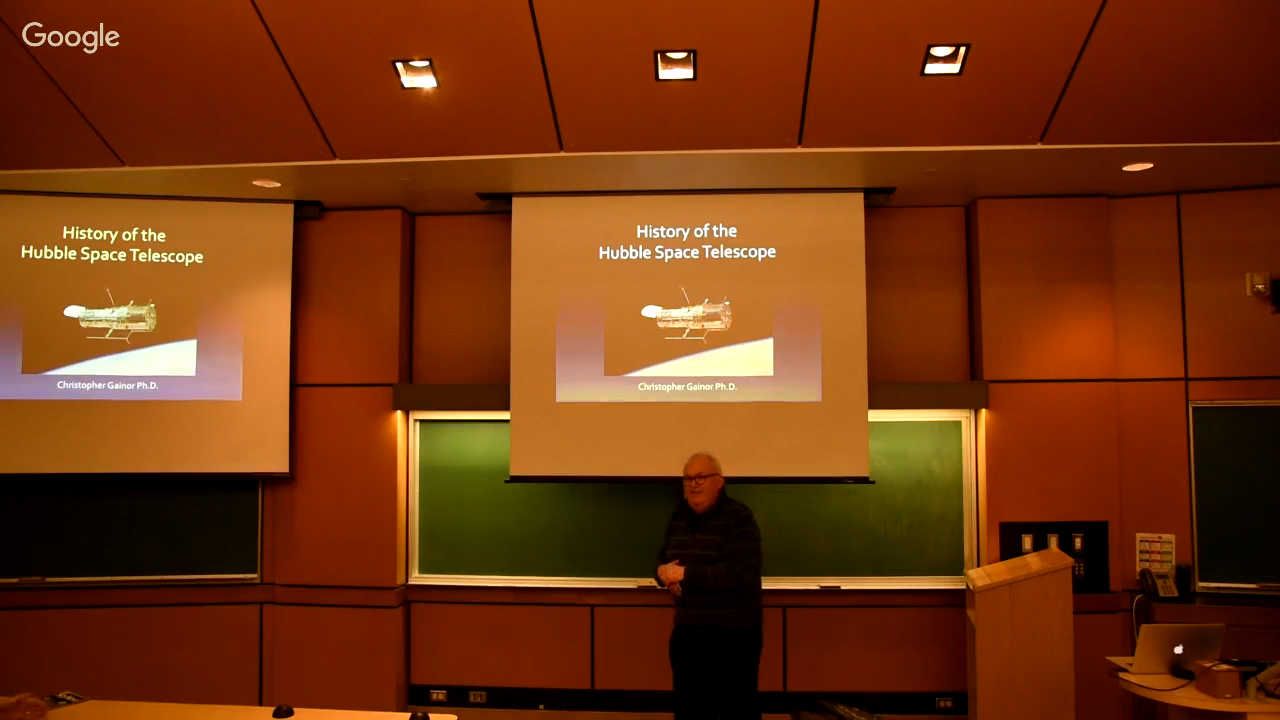 Google
History of the
Hubble Space Telescope
Christopher Gainor Ph.D.
History of the
Hubble Space Telescope
Christopher Gainor Ph.D.